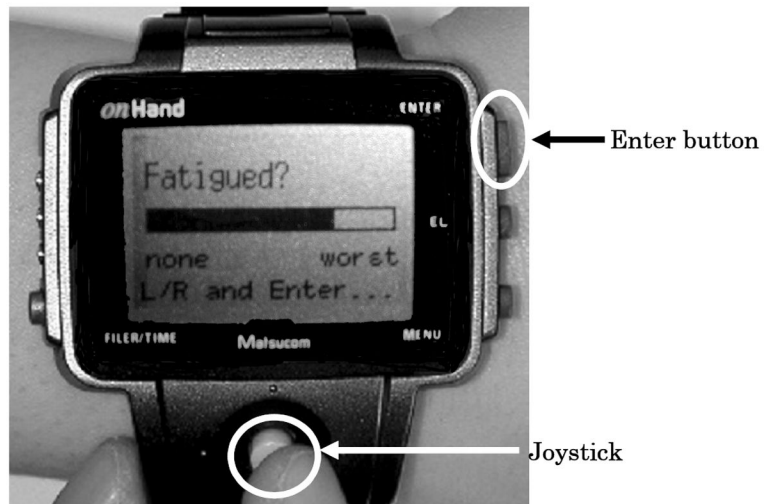 onHand ENTER
Enter button
Fatigued?
EL
none worst
L/R and Enter...
FILER/TIME Matsucom MENU
Joystick